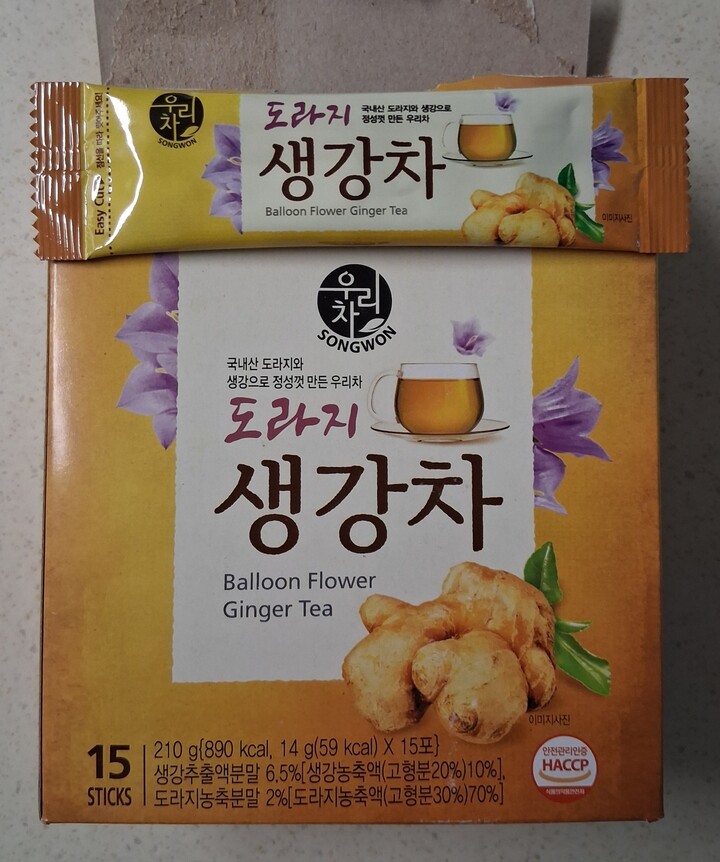 우리차
SONGWON
Easy Cut
도라지
국내산 도라지와 생강으로
정성껏 만든 우리차
생강차
Balloon Flower Ginger Tea
이미지사진
우리차
SONGWON
국내산 도라지와
생강으로 정성껏 만든 우리차
도라지
생강차
Balloon Flower
Ginger Tea
이미지사진
15
STICKS
210 g{890 kcal, 14 g(59 kcal) X 15포}
생강추출액분말 6.5%[생강농축액(고형분20%)10%],
도라지농축분말 2%[도라지농축액(고형분30%)70%]
안전관리인증
HACCP